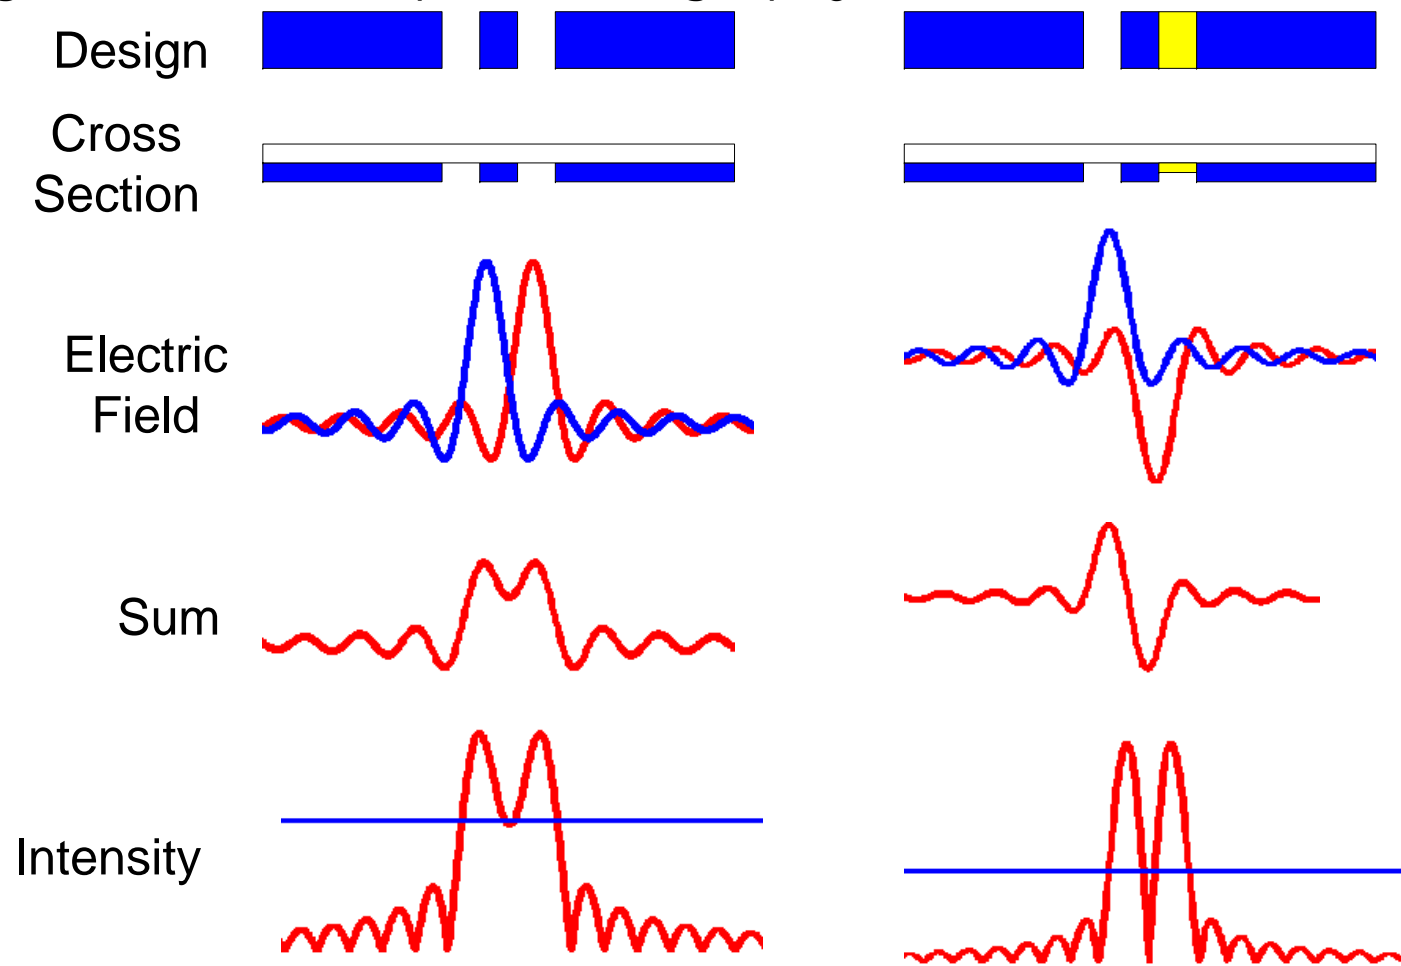 Design
Cross
Section
Electric
Field
Sum
Intensity